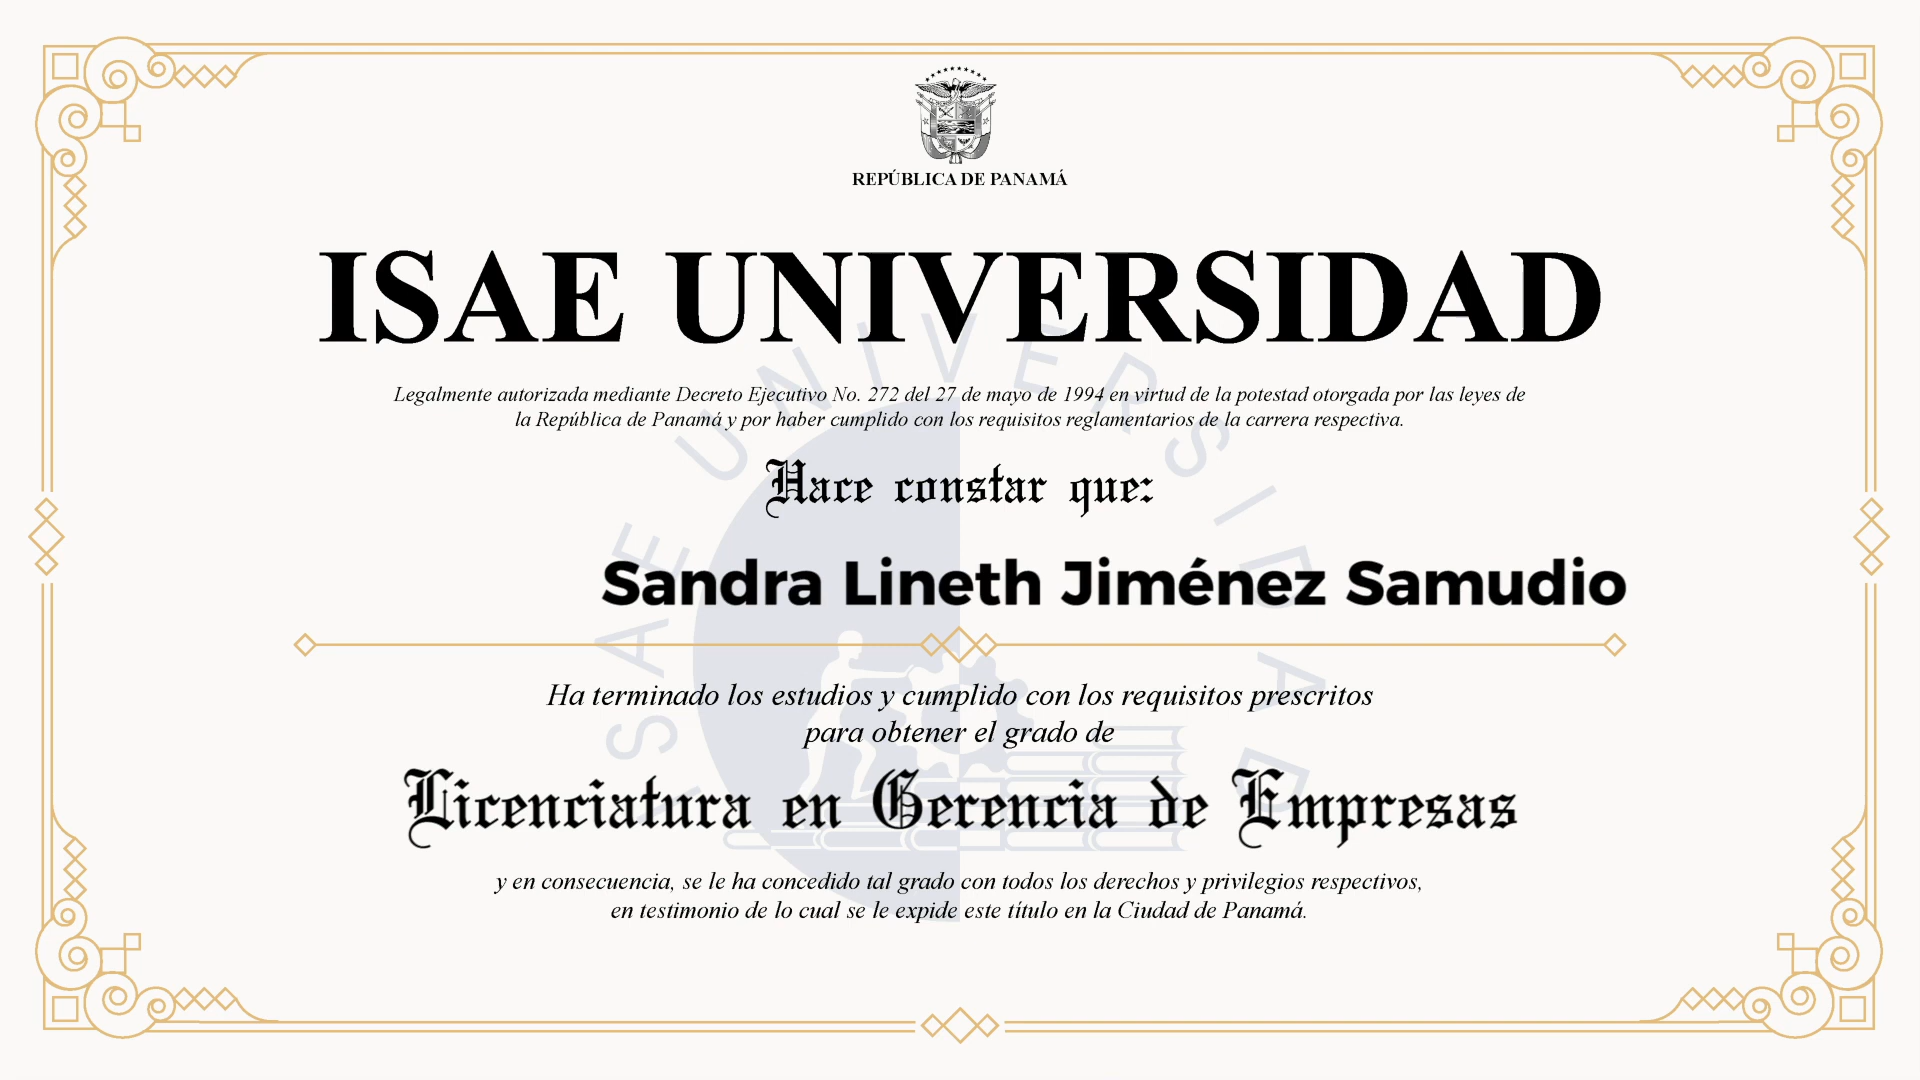 REPÚBLICA DE PANAMÁ
ISAE UNIVERSIDAD
ISAE UNIVERSIDAD
Legalmente autorizada mediante Decreto Ejecutivo No. 272 del 27 de mayo de 1994 en virtud de la potestad otorgada por las leyes de
la República de Panamá y por haber cumplido con los requisitos reglamentarios de la carrera respectiva.
Hace constar que:
Sandra Lineth Jiménez Samudio
Ha terminado los estudios y cumplido con los requisitos prescritos
para obtener el grado de
Licenciatura en Gerencia de Empresas
y en consecuencia, se le ha concedido tal grado con todos los derechos y privilegios respectivos,
en testimonio de lo cual se le expide este título en la Ciudad de Panamá.